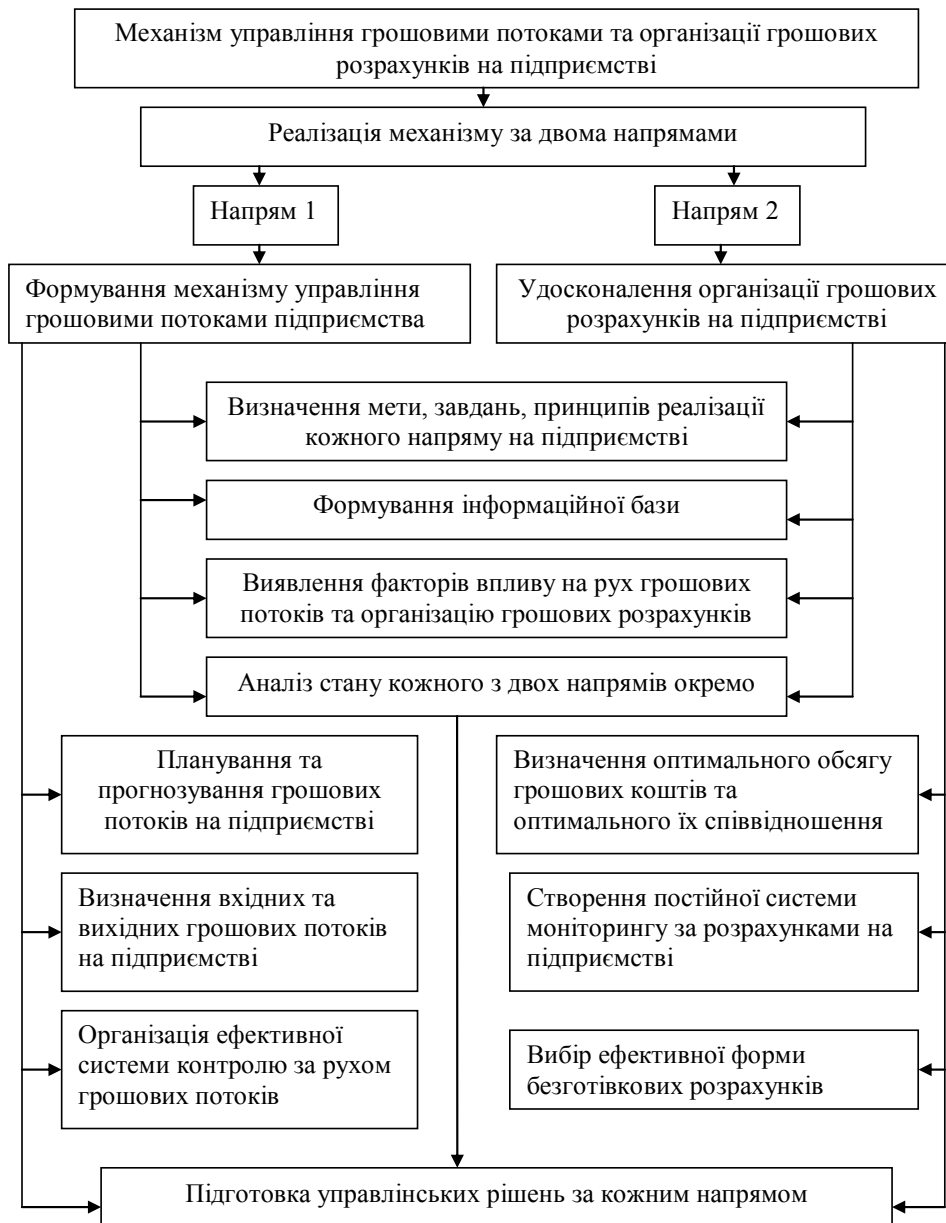 Механізм управління грошовими потоками та організації грошових
розрахунків на підприємстві
Реалізація механізму за двома напрямами
Напрям 1
Напрям 2
Формування механізму управління
грошовими потоками підприємства
Удосконалення організації грошових
розрахунків на підприємстві
Визначення мети, завдань, принципів реалізації
кожного напряму на підприємстві
Формування інформаційної бази
Виявлення факторів впливу на рух грошових
потоків та організацію грошових розрахунків
Аналіз стану кожного з двох напрямів окремо
Планування та
прогнозування грошових
потоків на підприємстві
Визначення оптимального обсягу
грошових коштів та
оптимального їх співвідношення
Визначення вхідних та
вихідних грошових потоків
на підприємстві
Створення постійної системи
моніторингу за розрахунками на
підприємстві
Організація ефективної
системи контролю за рухом
грошових потоків
Вибір ефективної форми
безготівкових розрахунків
Підготовка управлінських рішень за кожним напрямом